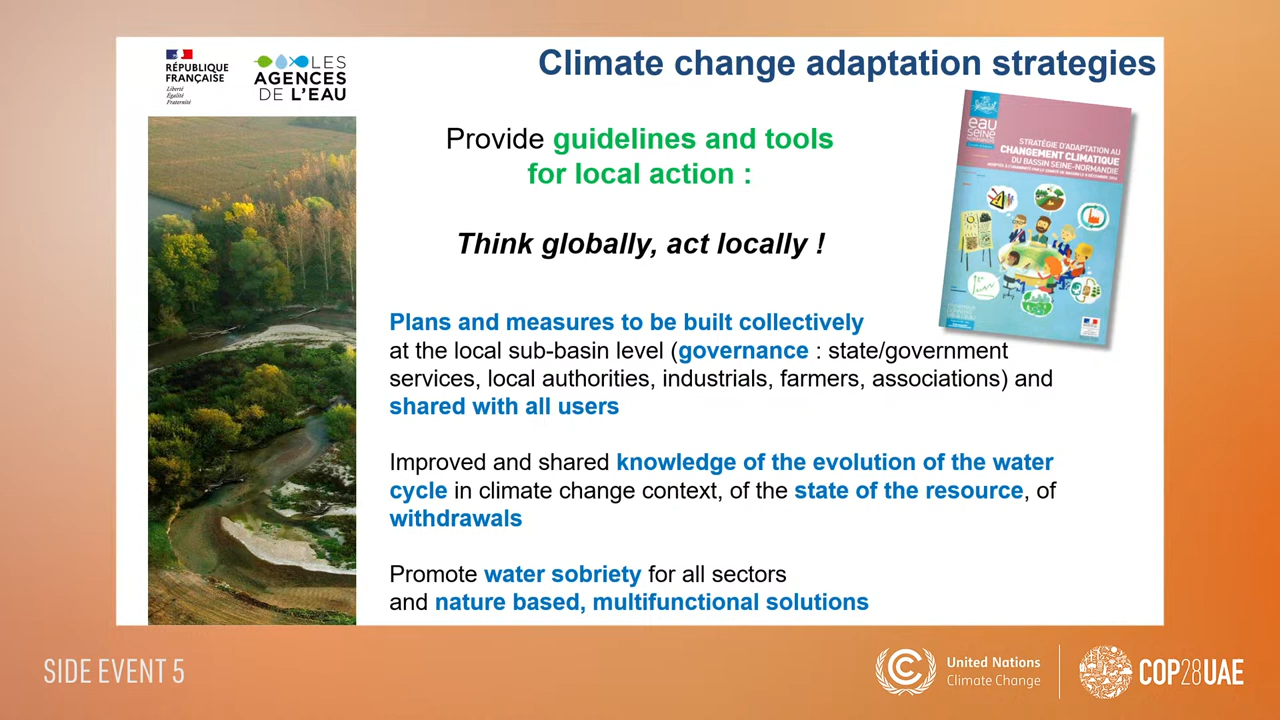 RÉPUBLIQUE
FRANÇAISE
Liberté
Égalité
Fraternité
LES
AGENCES
DE L'EAU
Climate change adaptation strategies
Provide guidelines and tools
for local action :
Think globally, act locally !
eau
SEINE
NORMANDIE
STRATÉGIE D'ADAPTATION AU
CHANGEMENT CLIMATIQUE
DU BASSIN SEINE-NORMANDIE
Plans and measures to be built collectively
at the local sub-basin level (governance : state/government
services, local authorities, industrials, farmers, associations) and
shared with all users
Improved and shared knowledge of the evolution of the water
cycle in climate change context, of the state of the resource, of
withdrawals
Promote water sobriety for all sectors
and nature based, multifunctional solutions
SIDE EVENT 5
United Nations
Climate Change
COP28UAE